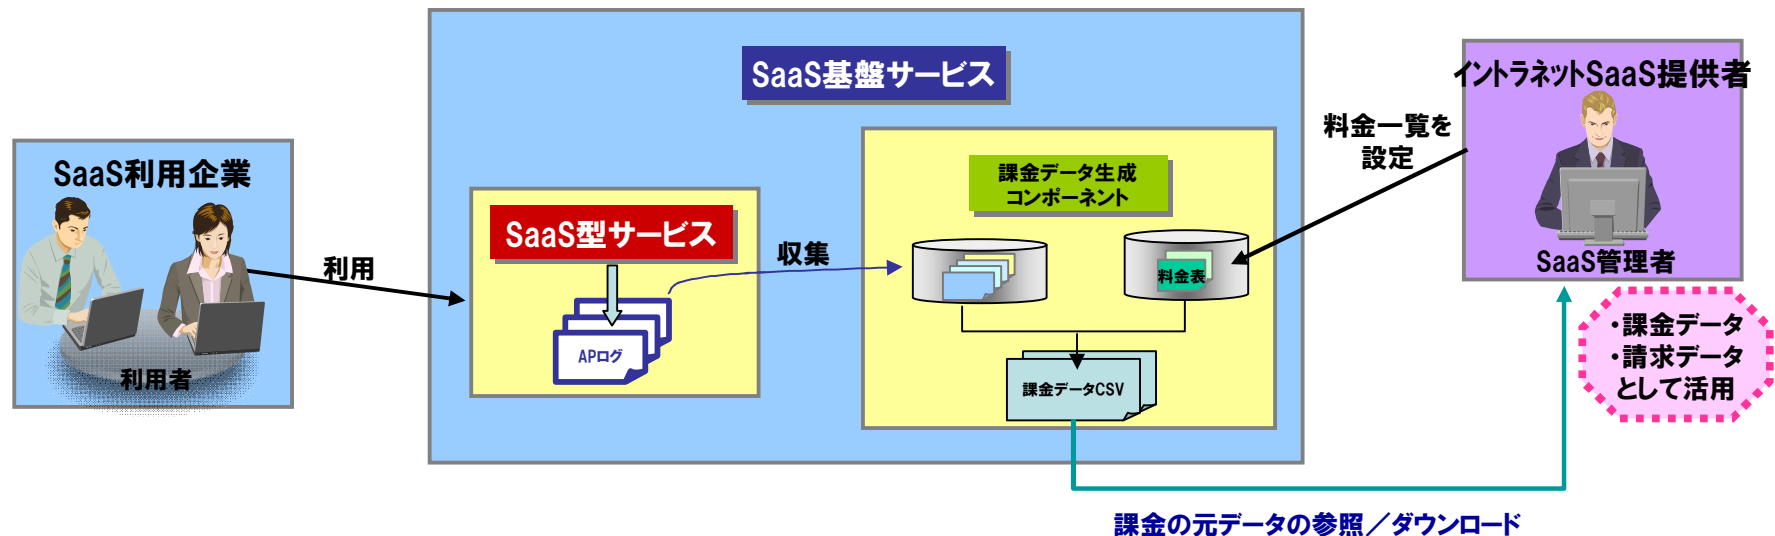 SaaS基盤サービス
イントラネットSaaS提供者
料金一覧を
設定
SaaS利用企業
課金データ生成
コンポーネント
SaaS型サービス
収集
利用
料金表
SaaS管理者
APログ
利用者
課金データCSV
・課金データ
・請求データ
として活用
課金の元データの参照／ダウンロード